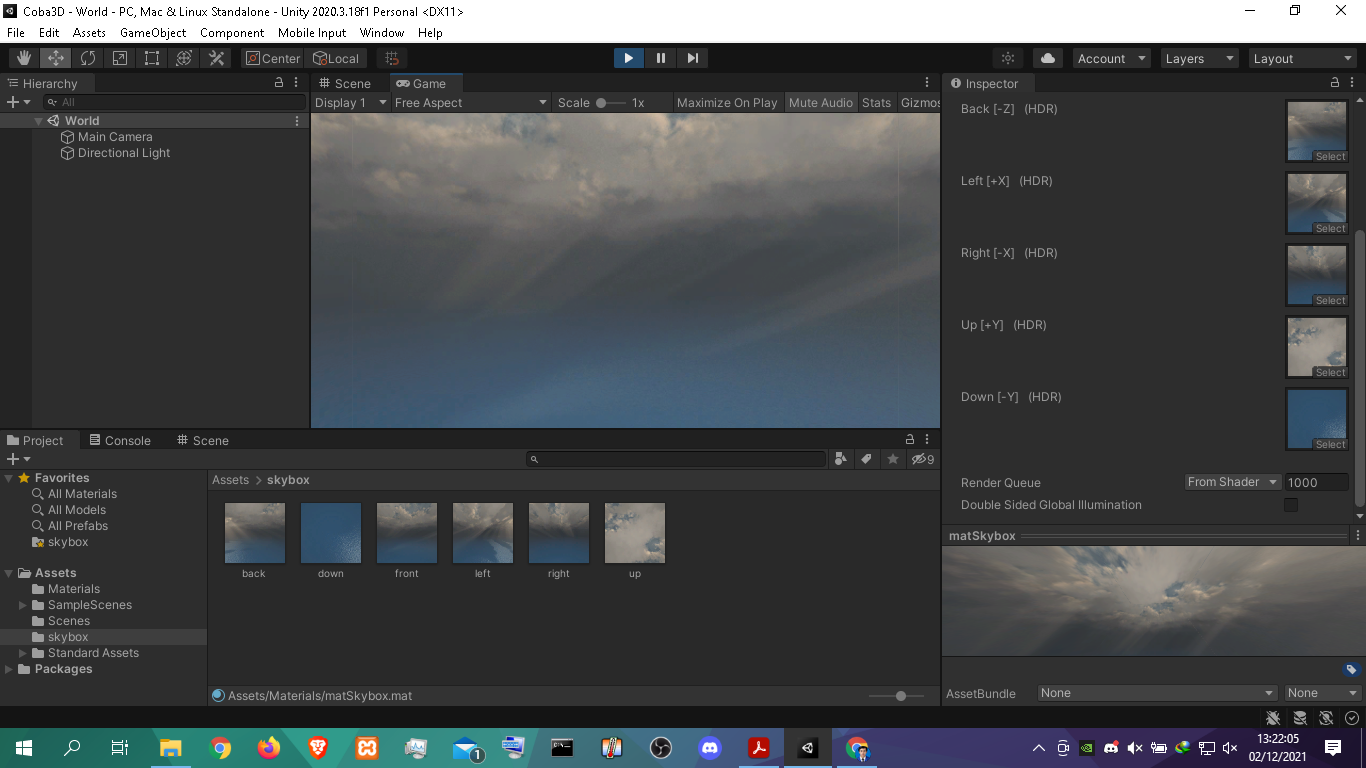 Coba3D - World - PC, Mac & Linux Standalone - Unity 2020.3.18f1 Personal <DX11>
File Edit Assets GameObject Component Mobile Input Window Help
Center Local Account Layers Layout
Hierarchy
All
World
Main Camera
Directional Light
Scene Game
Display 1 Free Aspect Scale 1x Maximize On Play Mute Audio Stats Gizmos
Inspector
Back [-Z] (HDR)
Select
Left [+X] (HDR)
Select
Right [-X] (HDR)
Select
Up [+Y] (HDR)
Select
Down [-Y] (HDR)
Select
Render Queue From Shader 1000
Double Sided Global Illumination
matSkybox
AssetBundle None None
Project Console Scene
9
Favorites
All Materials
All Models
All Prefabs
skybox
Assets
Materials
SampleScenes
Scenes
skybox
Standard Assets
Packages
Assets > skybox
back down front left right up
Assets/Materials/matSkybox.mat
1
13:22:05
02/12/2021